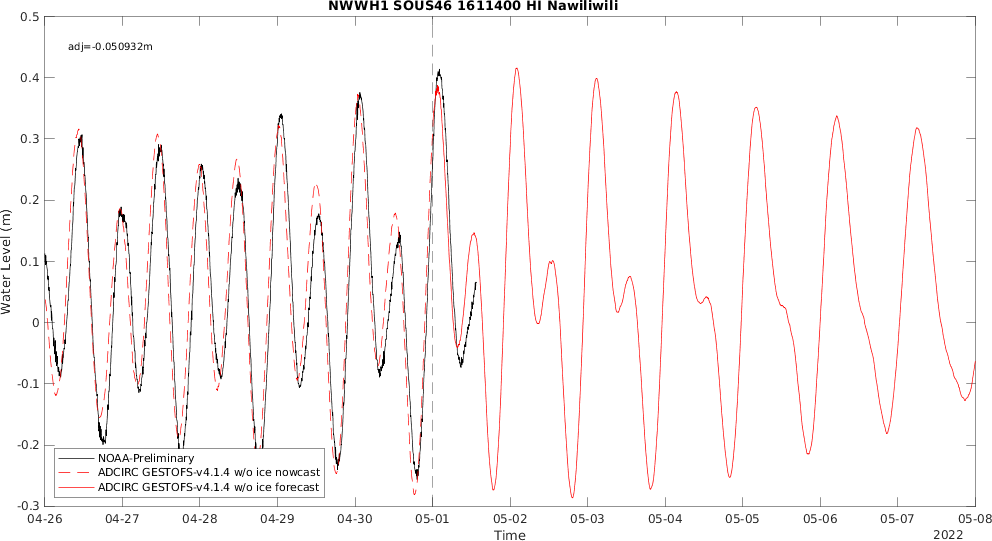 NWWH1 SOUS46 1611400 HI Nawiliwili
adj=-0.050932m
Water Level (m)
0.5
0.4
0.3
0.2
0.1
0
-0.1
-0.2
-0.3
NOAA-Preliminary
ADCIRC GESTOFS-v4.1.4 w/o ice nowcast
ADCIRC GESTOFS-v4.1.4 w/o ice forecast
04-26 04-27 04-28 04-29 04-30 05-01 05-02 05-03 05-04 05-05 05-06 05-07 05-08
Time
2022